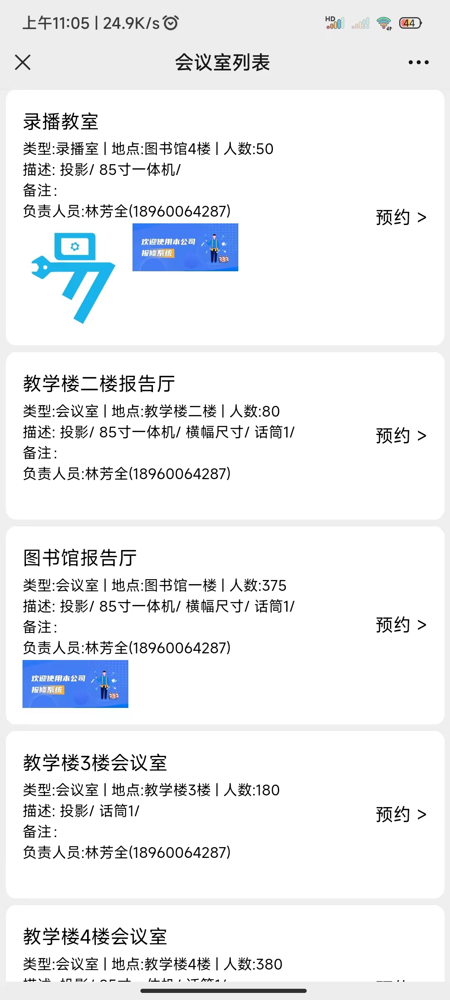 上午11:05 | 24.9K/s
HD
44
会议室列表
录播教室
类型:录播室 | 地点:图书馆4楼 | 人数:50
描述: 投影/ 85寸一体机/
备注:
负责人员:林芳全(18960064287)
预约 >
欢迎使用本公司
报修系统
教学楼二楼报告厅
类型:会议室 | 地点:教学楼二楼 | 人数:80
描述: 投影/ 85寸一体机/ 横幅尺寸/ 话筒1/
备注:
负责人员:林芳全(18960064287)
预约 >
图书馆报告厅
类型:会议室 | 地点:图书馆一楼 | 人数:375
描述: 投影/ 85寸一体机/ 横幅尺寸/ 话筒1/
备注:
负责人员:林芳全(18960064287)
预约 >
欢迎使用本公司
报修系统
教学楼3楼会议室
类型:会议室 | 地点:教学楼3楼 | 人数:180
描述: 投影/ 话筒1/
备注:
负责人员:林芳全(18960064287)
预约 >
教学楼4楼会议室
类型:会议室 | 地点:教学楼4楼 | 人数:380